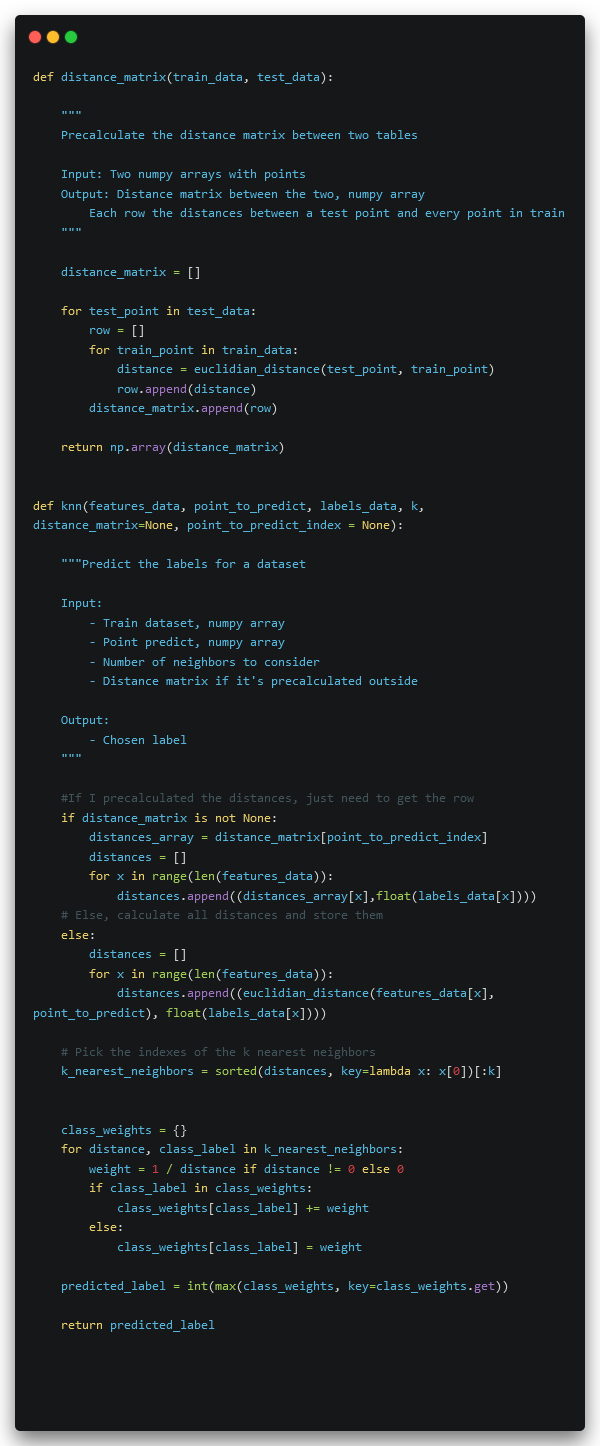 def distance_matrix(train_data, test_data):
    """
    Precalculate the distance matrix between two tables
    Input: Two numpy arrays with points
    Output: Distance matrix between the two, numpy array
        Each row the distances between a test point and every point in train
    """
    distance_matrix = []
    for test_point in test_data:
        row = []
        for train_point in train_data:
            distance = euclidian_distance(test_point, train_point)
            row.append(distance)
        distance_matrix.append(row)
    return np.array(distance_matrix)
def knn(features_data, point_to_predict, labels_data, k,
distance_matrix=None, point_to_predict_index = None):
    """Predict the labels for a dataset
    Input:
        - Train dataset, numpy array
        - Point predict, numpy array
        - Number of neighbors to consider
        - Distance matrix if it's precalculated outside
    Output:
        - Chosen label
    """
    #If I precalculated the distances, just need to get the row
    if distance_matrix is not None:
        distances_array = distance_matrix[point_to_predict_index]
        distances = []
        for x in range(len(features_data)):
            distances.append((distances_array[x],float(labels_data[x])))
    # Else, calculate all distances and store them
    else:
        distances = []
        for x in range(len(features_data)):
            distances.append((euclidian_distance(features_data[x],
point_to_predict), float(labels_data[x])))
    # Pick the indexes of the k nearest neighbors
    k_nearest_neighbors = sorted(distances, key=lambda x: x[0])[:k]
    class_weights = {}
    for distance, class_label in k_nearest_neighbors:
        weight = 1 / distance if distance != 0 else 0
        if class_label in class_weights:
            class_weights[class_label] += weight
        else:
            class_weights[class_label] = weight
    predicted_label = int(max(class_weights, key=class_weights.get))
    return predicted_label